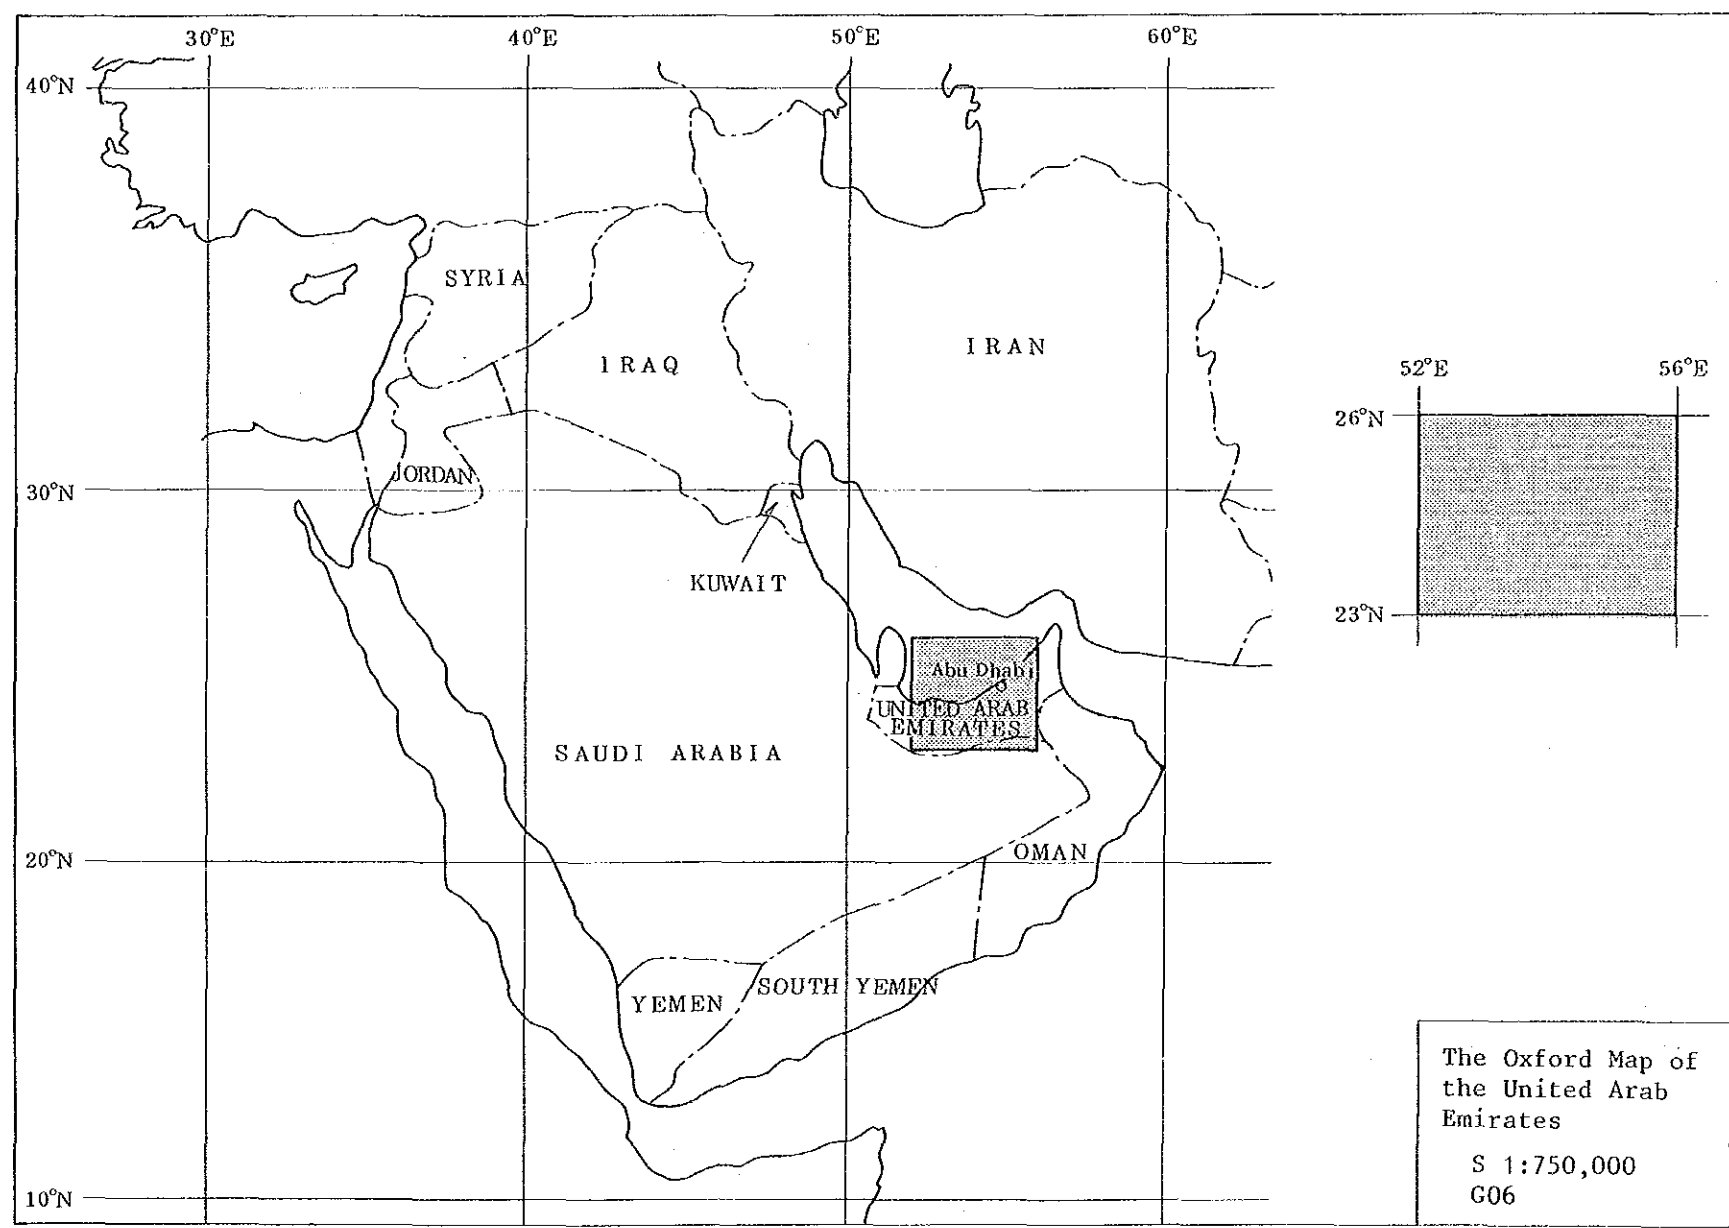 30°E 40°E 50°E 60°E
40°N
SYRIA
IRAQ
IRAN
52°E 56°E
26°N
JORDAN
30°N
KUWAIT
23°N
Abu Dhabi
UNITED ARAB
EMIRATES
SAUDI ARABIA
20°N
OMAN
SOUTH YEMEN
YEMEN
10°N
The Oxford Map of
the United Arab
Emirates
S 1:750,000
G06